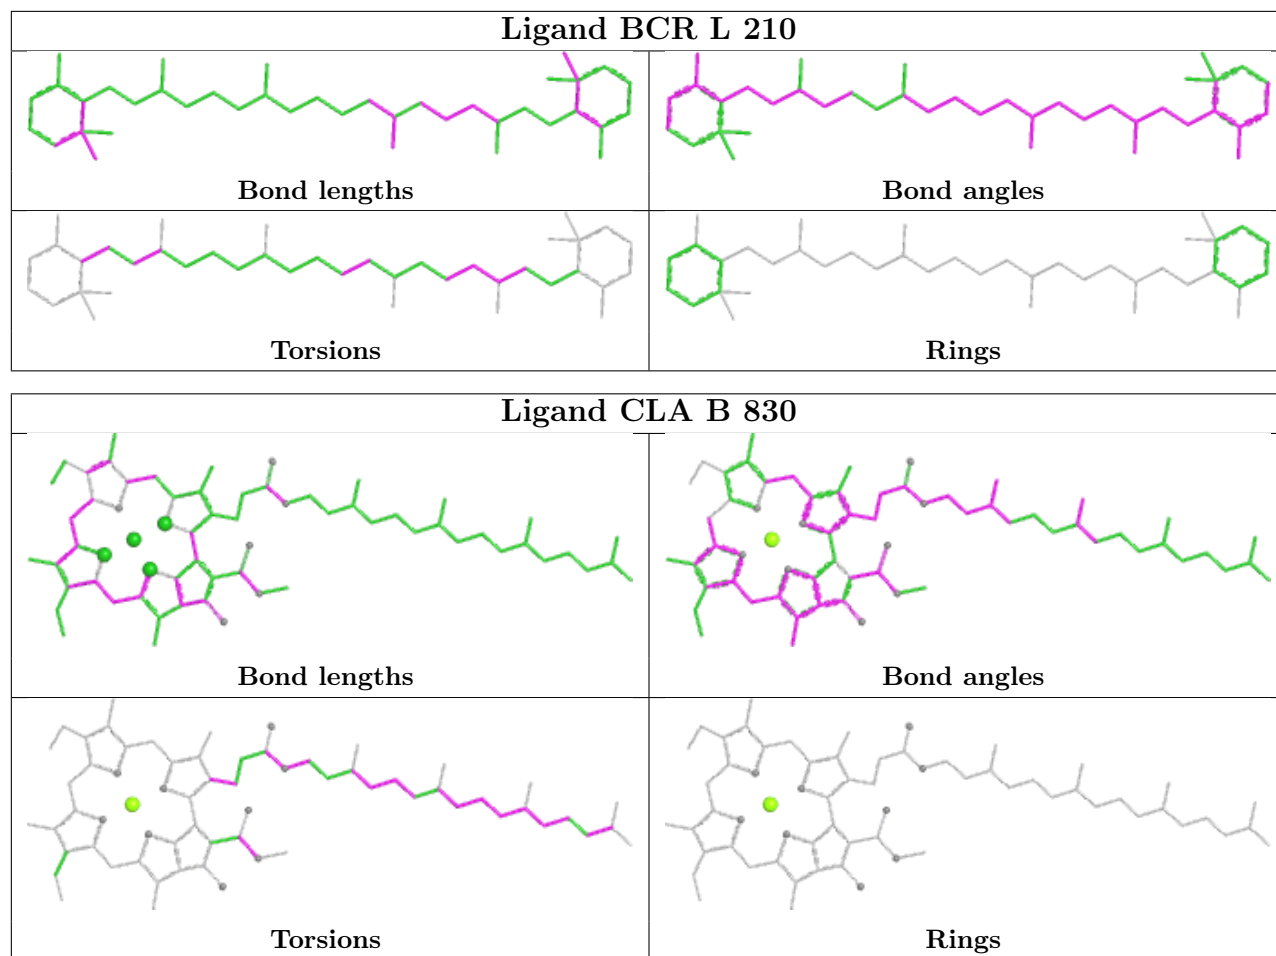 Ligand BCR L 210
Bond lengths
Bond angles
Torsions
Rings
Ligand CLA B 830
Bond lengths
Bond angles
Torsions
Rings